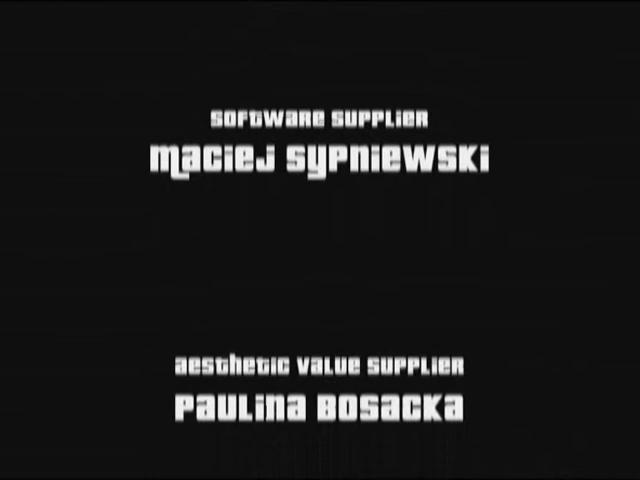 software supplier
maciej sypniewski
aesthetic value supplier
paulina bosacka